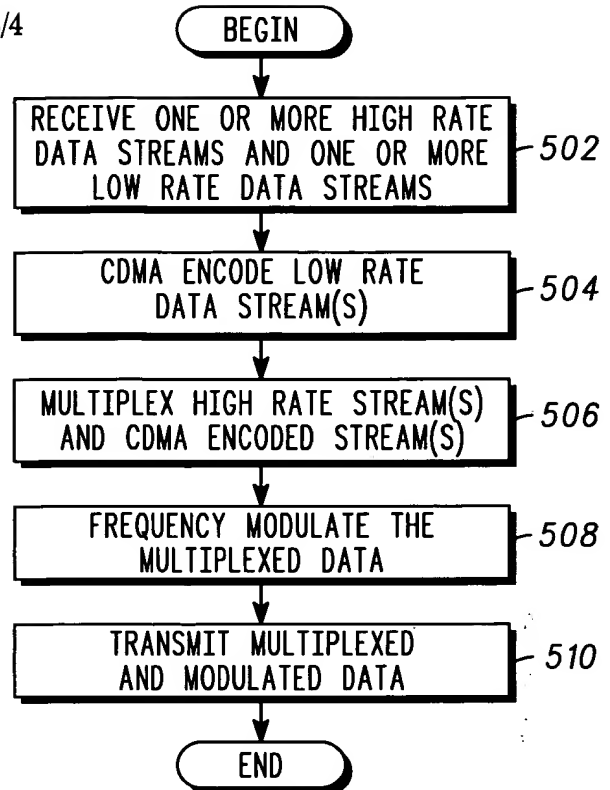 /4
BEGIN
RECEIVE ONE OR MORE HIGH RATE
DATA STREAMS AND ONE OR MORE
LOW RATE DATA STREAMS
502
CDMA ENCODE LOW RATE
DATA STREAM(S)
504
MULTIPLEX HIGH RATE STREAM(S)
AND CDMA ENCODED STREAM(S)
506
FREQUENCY MODULATE THE
MULTIPLEXED DATA
508
TRANSMIT MULTIPLEXED
AND MODULATED DATA
510
END